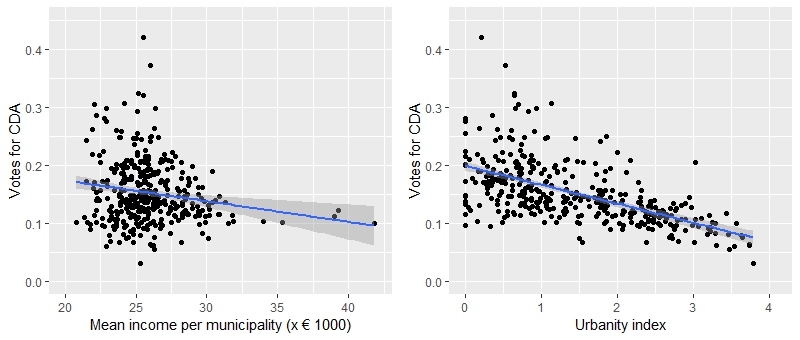 Votes for CDA
0.4
0.3
0.2
0.1
0.0
20 25 30 35 40
Mean income per municipality (x € 1000)
Votes for CDA
0.4
0.3
0.2
0.1
0.0
0 1 2 3 4
Urbanity index